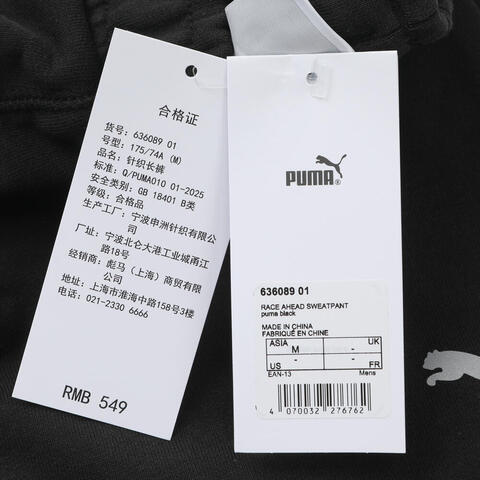 合格证
货号: 636089 01
号型: 175/74A (M)
品名: 针织长裤
标准: Q/PUMA010 01-2025
安全类别: GB 18401 B类
等级: 合格品
生产工厂: 宁波申洲针织有限公司
厂址: 宁波北仑大港工业城甬江路18号
经销商: 彪马(上海)商贸有限公司
地址: 上海市淮海中路158号3楼
电话: 021-2330 6666
RMB 549
PUMA®
636089 01
RACE AHEAD SWEATPANT
puma black
MADE IN CHINA
FABRIQUÉ EN CHINE
ASIA M - UK
US - - FR
EAN-13 Mens
4 070032 276762